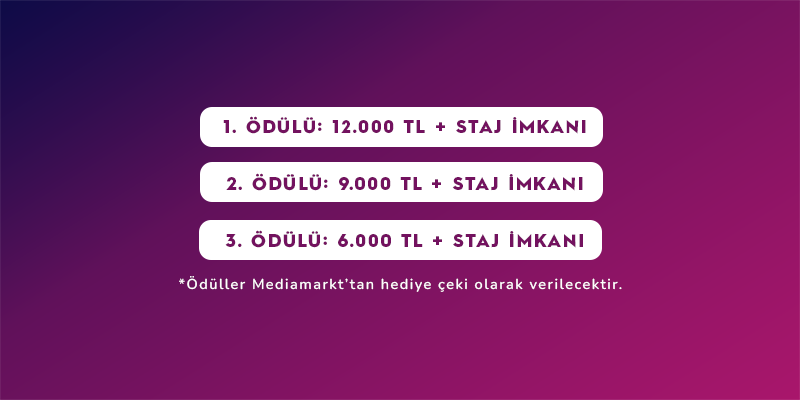 1. ÖDÜLÜ: 12.000 TL + STAJ İMKANI
2. ÖDÜLÜ: 9.000 TL + STAJ İMKANI
3. ÖDÜLÜ: 6.000 TL + STAJ İMKANI
*Ödüller Mediamarkt'tan hediye çeki olarak verilecektir.